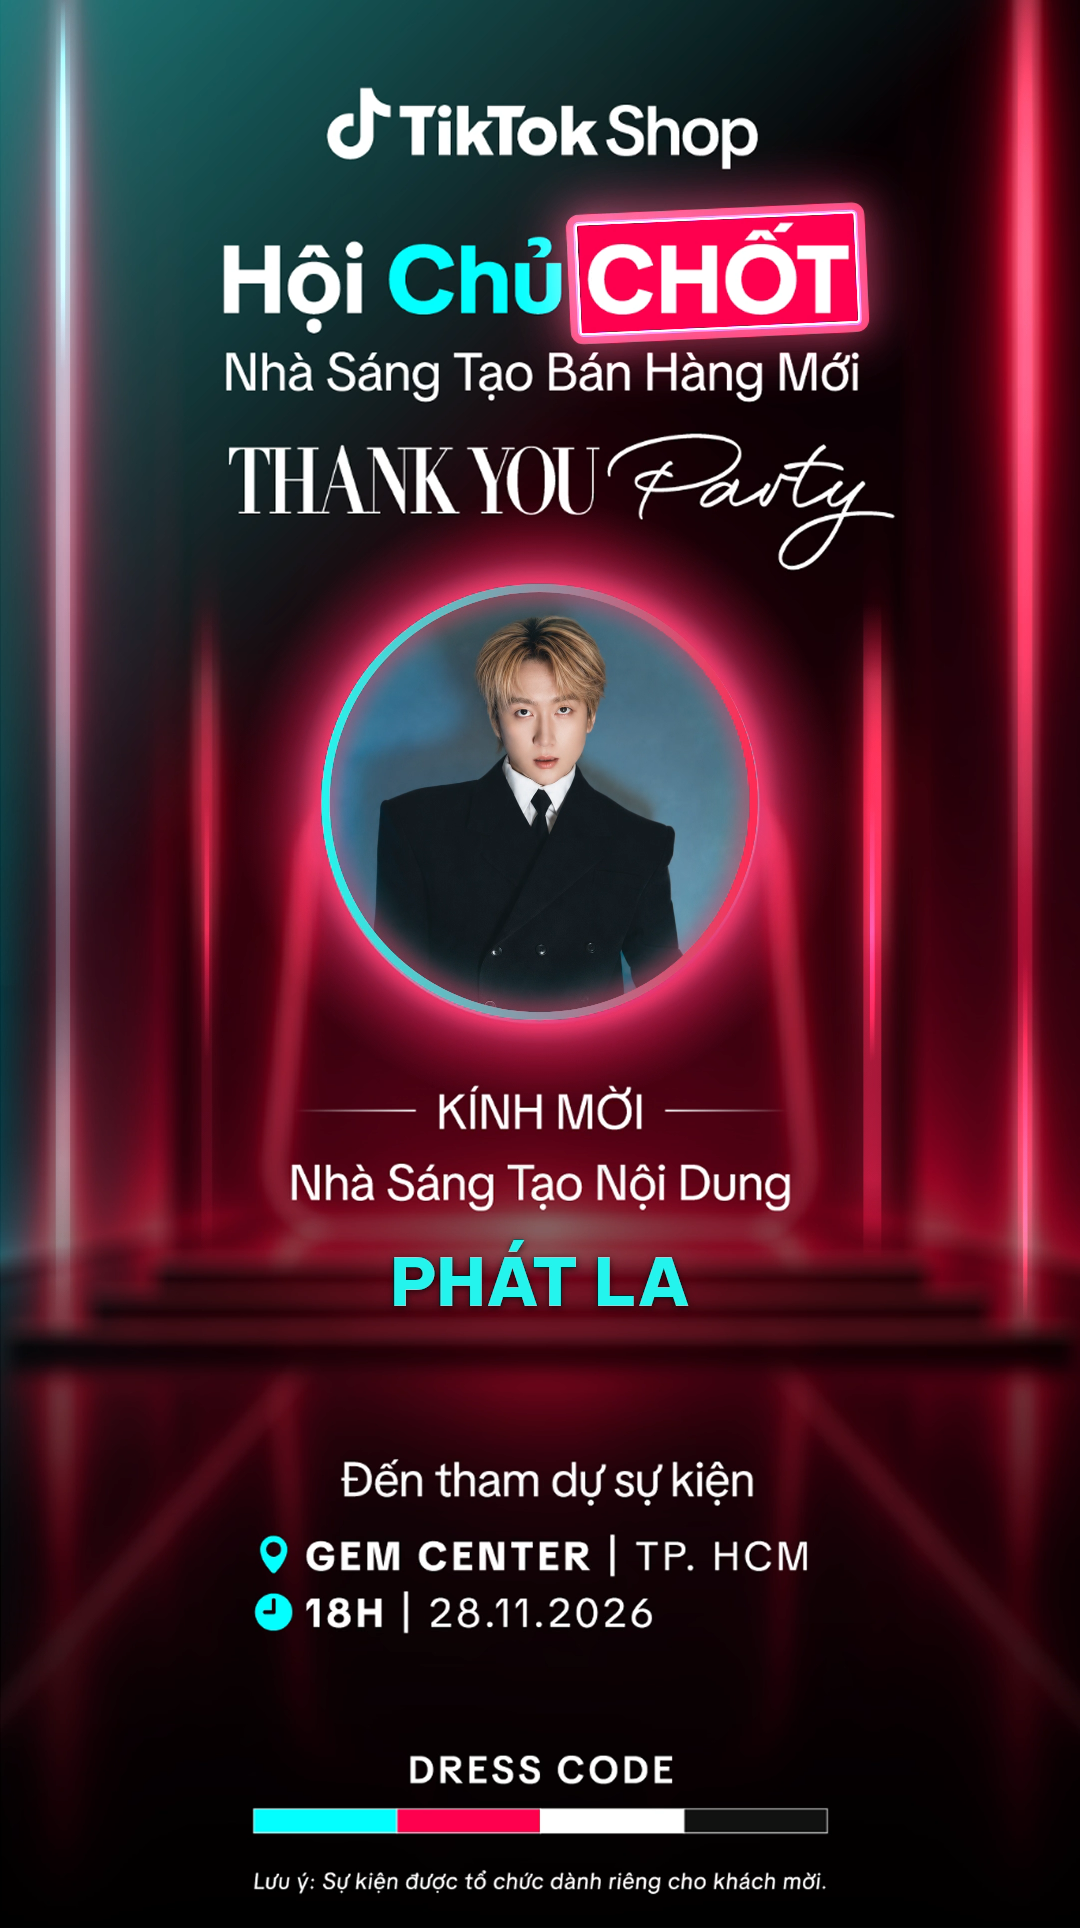 TikTok Shop
Hội Chủ CHỐT
Nhà Sáng Tạo Bán Hàng Mới
THANK YOU Party
KÍNH MỜI
Nhà Sáng Tạo Nội Dung
PHÁT LA
Đến tham dự sự kiện
GEM CENTER | TP. HCM
18H | 28.11.2026
DRESS CODE
Lưu ý: Sự kiện được tổ chức dành riêng cho khách mời.